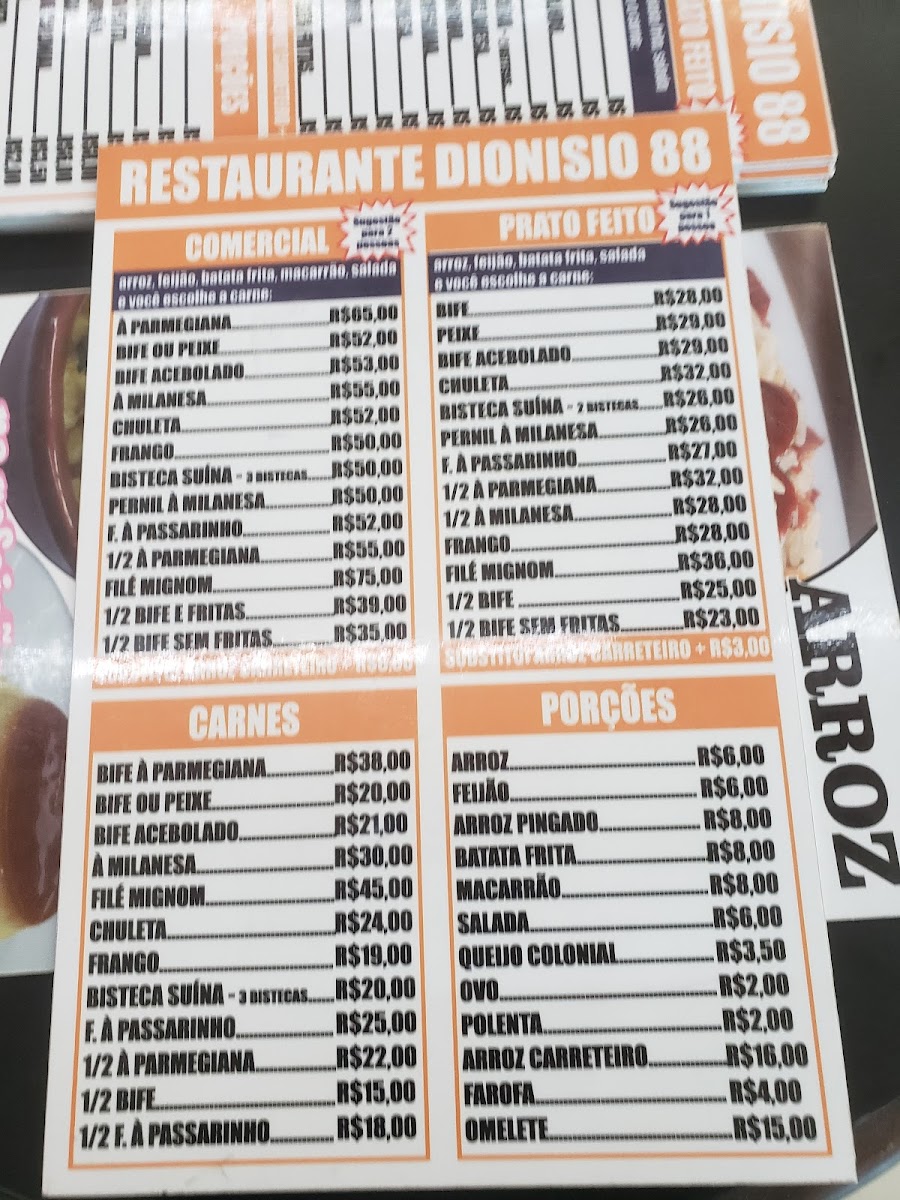 RESTAURANTE DIONISIO 88
COMERCIAL
Sugestão
para 2
pessoas
arroz, feijão, batata frita, macarrão, salada
e você escolhe a carne:
À PARMEGIANA R$65,00
BIFE OU PEIXE R$52,00
BIFE ACEBOLADO R$53,00
À MILANESA R$55,00
CHULETA R$52,00
FRANGO R$50,00
BISTECA SUÍNA - 3 BISTECAS R$50,00
PERNIL À MILANESA R$50,00
F. À PASSARINHO R$52,00
1/2 À PARMEGIANA R$55,00
FILÉ MIGNOM R$75,00
1/2 BIFE E FRITAS R$39,00
1/2 BIFE SEM FRITAS R$35,00
PRATO FEITO
Sugestão
para 1
pessoa
arroz, feijão, batata frita, salada
e você escolhe a carne:
BIFE R$28,00
PEIXE R$29,00
BIFE ACEBOLADO R$29,00
CHULETA R$32,00
BISTECA SUÍNA - 2 BISTECAS R$26,00
PERNIL À MILANESA R$26,00
F. À PASSARINHO R$27,00
1/2 À PARMEGIANA R$32,00
1/2 À MILANESA R$28,00
FRANGO R$28,00
FILÉ MIGNOM R$36,00
1/2 BIFE R$25,00
1/2 BIFE SEM FRITAS R$23,00
CARRETEIRO + R$3,00
CARNES
BIFE À PARMEGIANA R$38,00
BIFE OU PEIXE R$20,00
BIFE ACEBOLADO R$21,00
À MILANESA R$30,00
FILÉ MIGNOM R$45,00
CHULETA R$24,00
FRANGO R$19,00
BISTECA SUÍNA - 3 BISTECAS R$20,00
F. À PASSARINHO R$25,00
1/2 À PARMEGIANA R$22,00
1/2 BIFE R$15,00
1/2 F. À PASSARINHO R$18,00
PORÇÕES
ARROZ R$6,00
FEIJÃO R$6,00
ARROZ PINGADO R$8,00
BATATA FRITA R$8,00
MACARRÃO R$8,00
SALADA R$6,00
QUEIJO COLONIAL R$3,50
OVO R$2,00
POLENTA R$2,00
ARROZ CARRETEIRO R$16,00
FAROFA R$4,00
OMELETE R$15,00
ARROZ